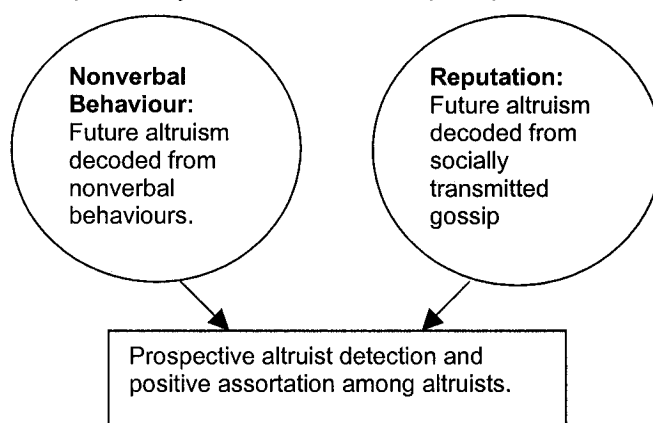 Nonverbal
Behaviour:
Future altruism
decoded from
nonverbal
behaviours.
Reputation:
Future altruism
decoded from
socially
transmitted
gossip
Prospective altruist detection and
positive assortation among altruists.